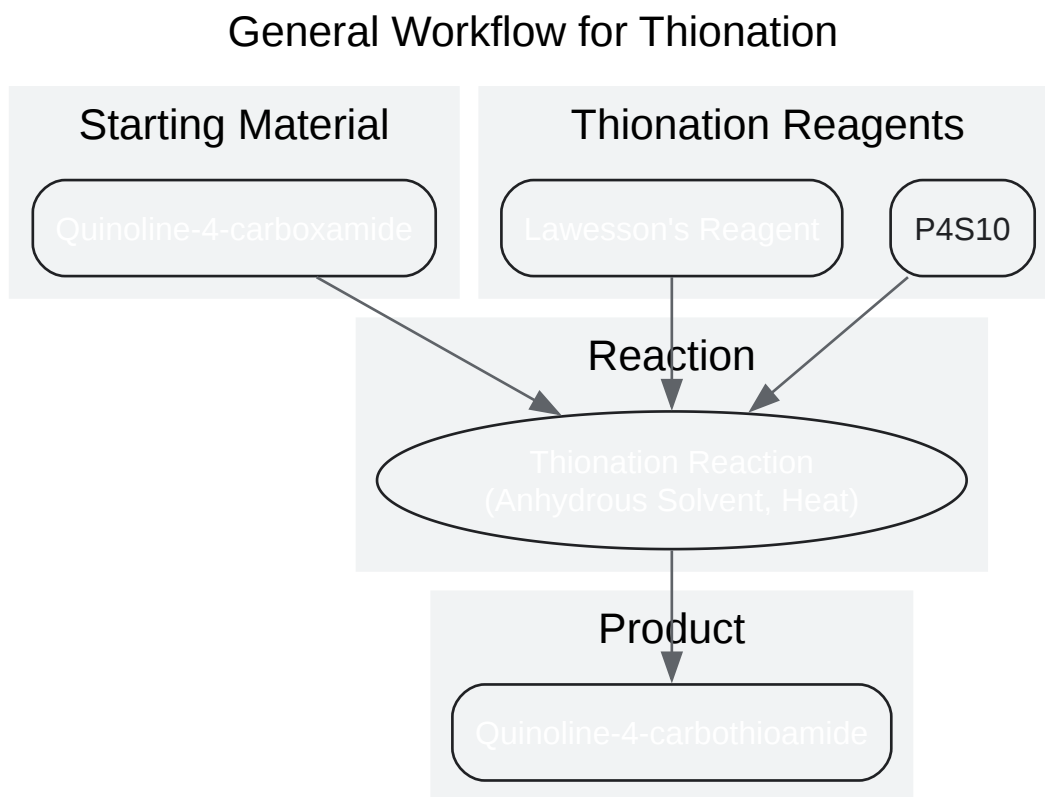 General Workflow for Thionation
Starting Material
Thionation Reagents
Quinoline-4-carboxamide
Lawesson's Reagent
P4S10
Reaction
Thionation Reaction
(Anhydrous Solvent, Heat)
Product
Quinoline-4-carbothioamide